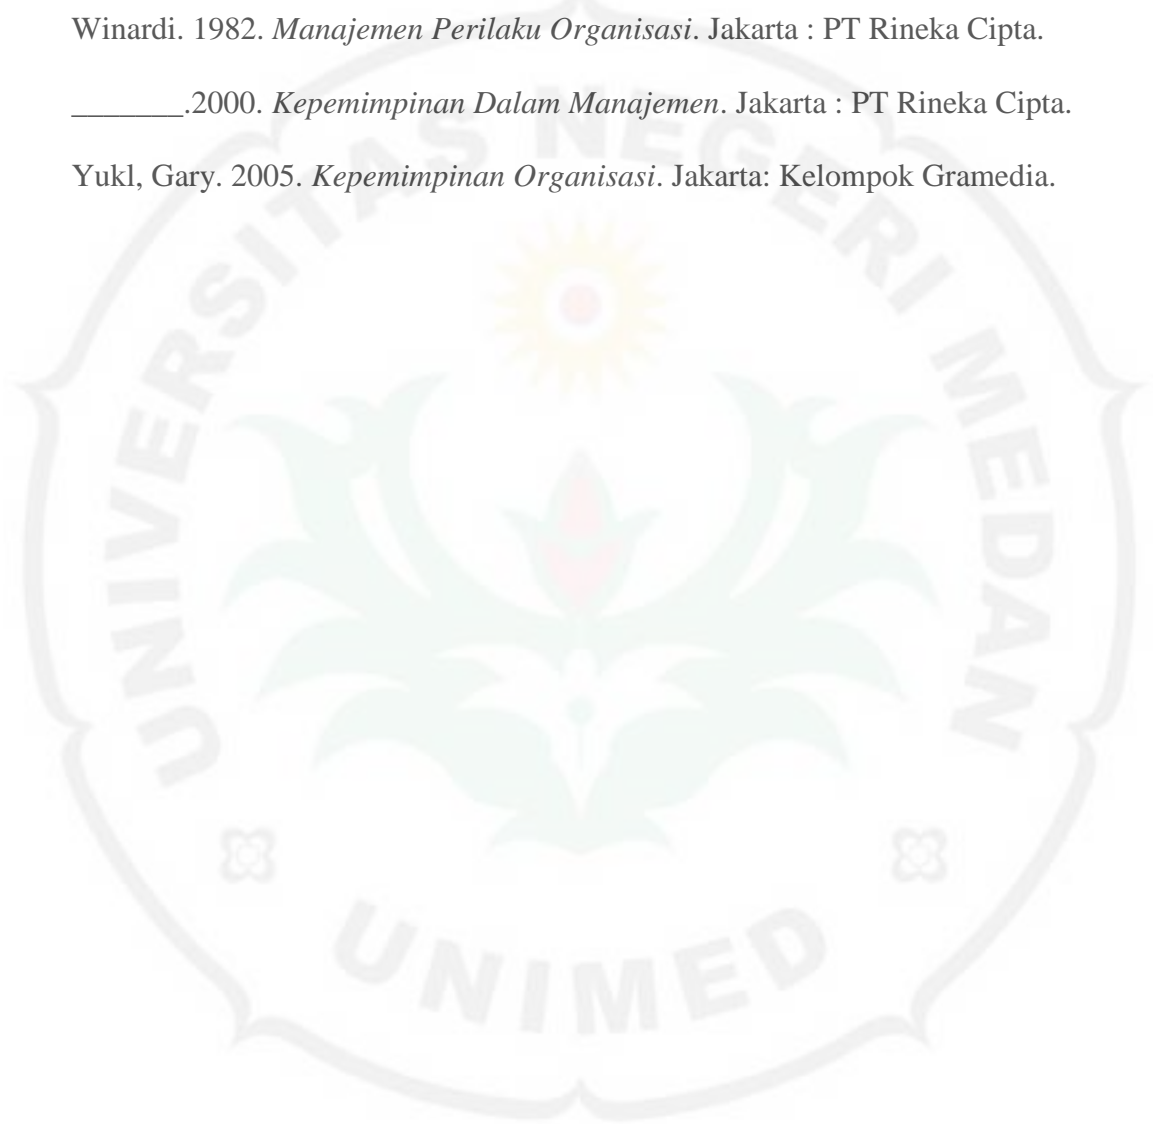 Winardi. 1982. Manajemen Perilaku Organisasi. Jakarta : PT Rineka Cipta.
_______.2000. Kepemimpinan Dalam Manajemen. Jakarta : PT Rineka Cipta.
Yukl, Gary. 2005. Kepemimpinan Organisasi. Jakarta: Kelompok Gramedia.
UNIVERSITAS NEGERI MEDAN
UNIMED